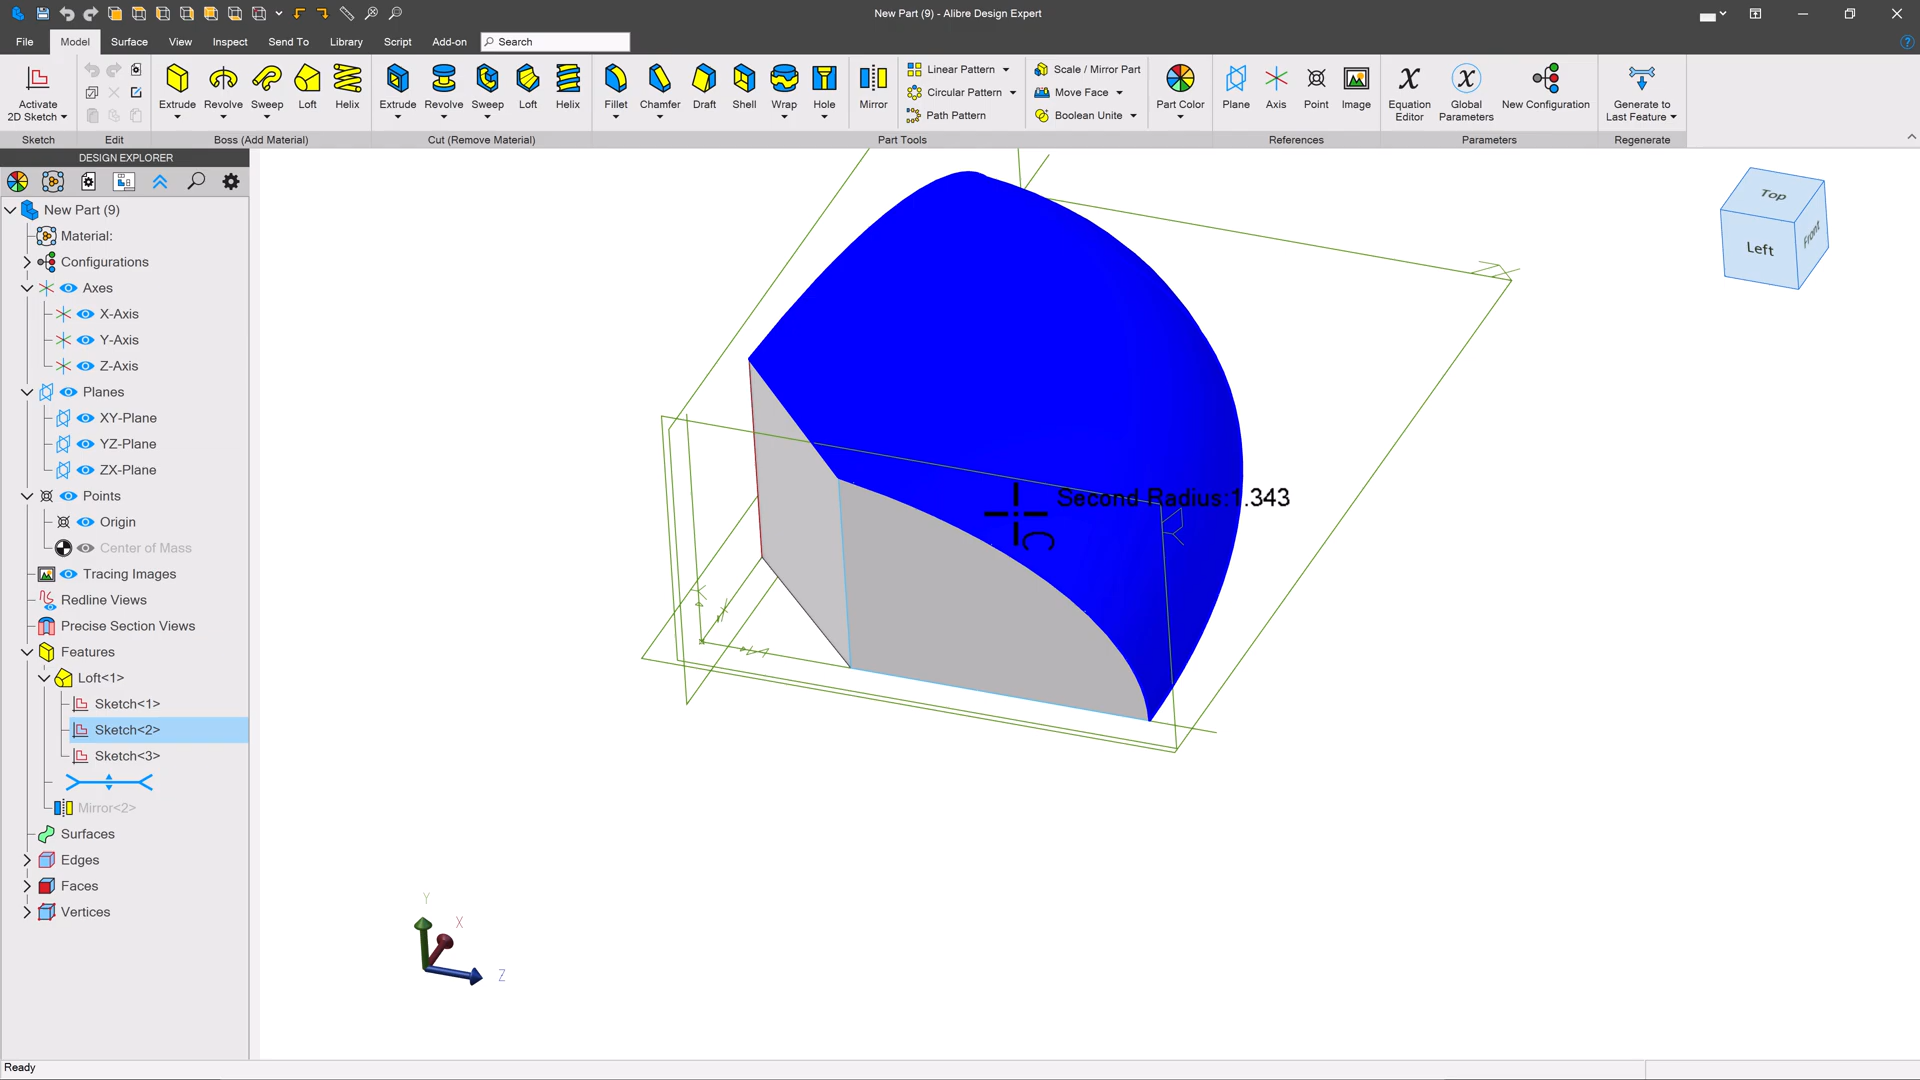 New Part (9) - Alibre Design Expert
File Model Surface View Inspect Send To Library Script Add-on Search
Activate 2D Sketch
Extrude Revolve Sweep Loft Helix
Extrude Revolve Sweep Loft Helix
Fillet Chamfer Draft Shell Wrap Hole
Mirror
Linear Pattern
Circular Pattern
Path Pattern
Scale / Mirror Part
Move Face
Boolean Unite
Part Color
Plane Axis Point Image
Equation Editor
Global Parameters
New Configuration
Generate to Last Feature
Sketch Edit Boss (Add Material) Cut (Remove Material) Part Tools References Parameters Regenerate
DESIGN EXPLORER
New Part (9)
Material:
Configurations
Axes
X-Axis
Y-Axis
Z-Axis
Planes
XY-Plane
YZ-Plane
ZX-Plane
Points
Origin
Center of Mass
Tracing Images
Redline Views
Precise Section Views
Features
Loft<1>
Sketch<1>
Sketch<2>
Sketch<3>
Mirror<2>
Surfaces
Edges
Faces
Vertices
Top
Left
Front
Second Radius:1.343
Y
X
Z
Ready